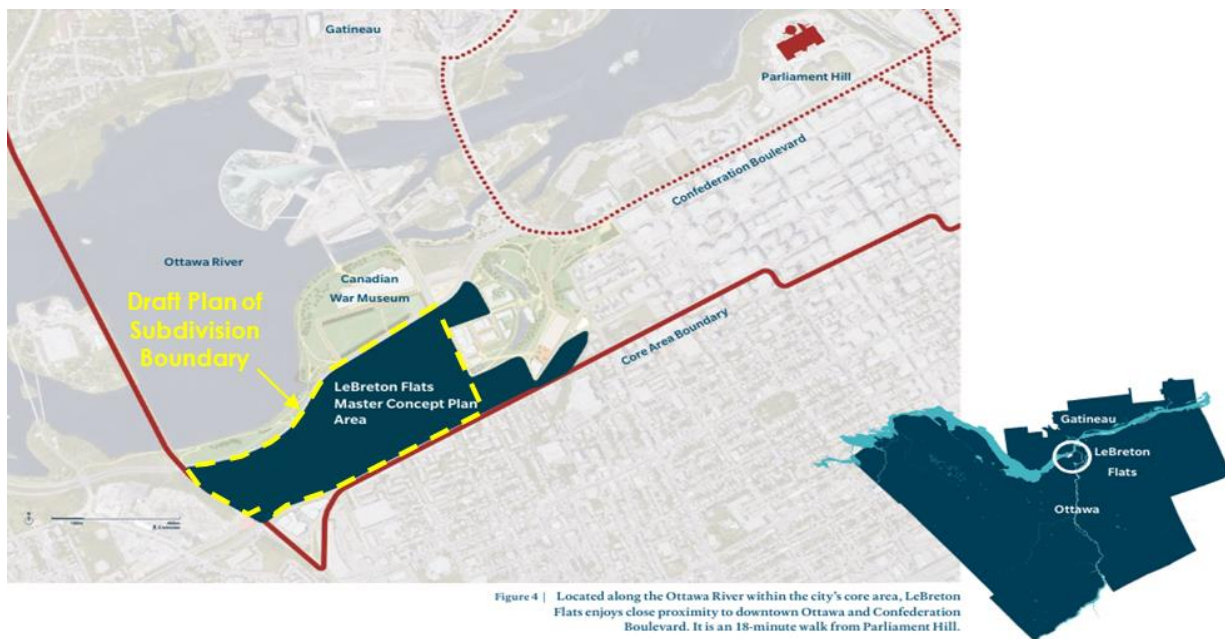 Gatineau
Parliament Hill
Confederation Boulevard
Ottawa River
Canadian
War Museum
Draft Plan of
Subdivision
Boundary
Core Area Boundary
LeBreton Flats
Master Concept Plan
Area
Gatineau
LeBreton
Flats
Ottawa
Figure 4 | Located along the Ottawa River within the city's core area, LeBreton
Flats enjoys close proximity to downtown Ottawa and Confederation
Boulevard. It is an 18-minute walk from Parliament Hill.